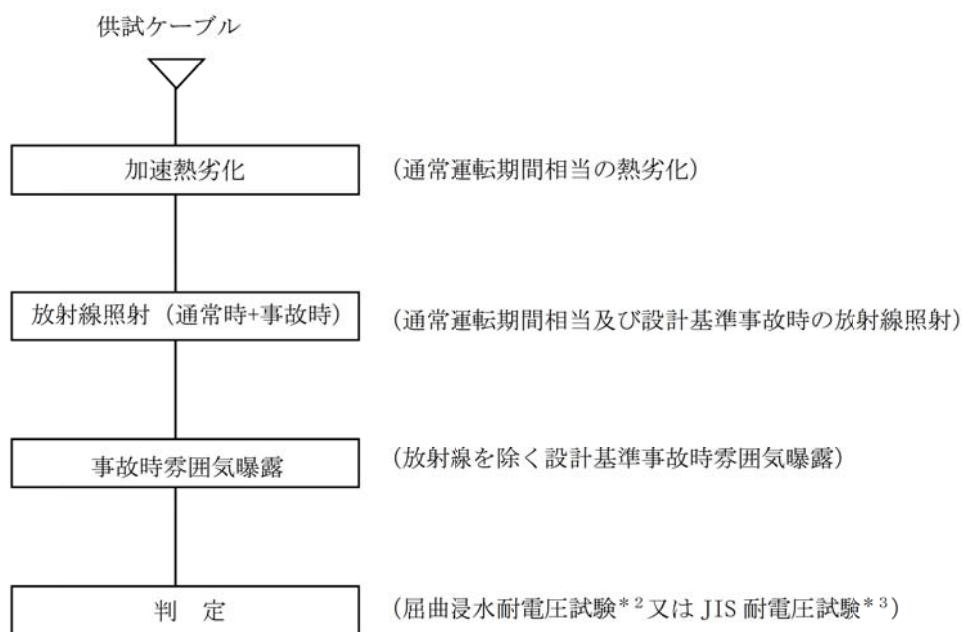 供試ケーブル
加速熱劣化
(通常運転期間相当の熱劣化)
放射線照射(通常時+事故時)
(通常運転期間相当及び設計基準事故時の放射線照射)
事故時雰囲気曝露
(放射線を除く設計基準事故時雰囲気曝露)
判 定
(屈曲浸水耐電圧試験*2又は JIS 耐電圧試験*3)